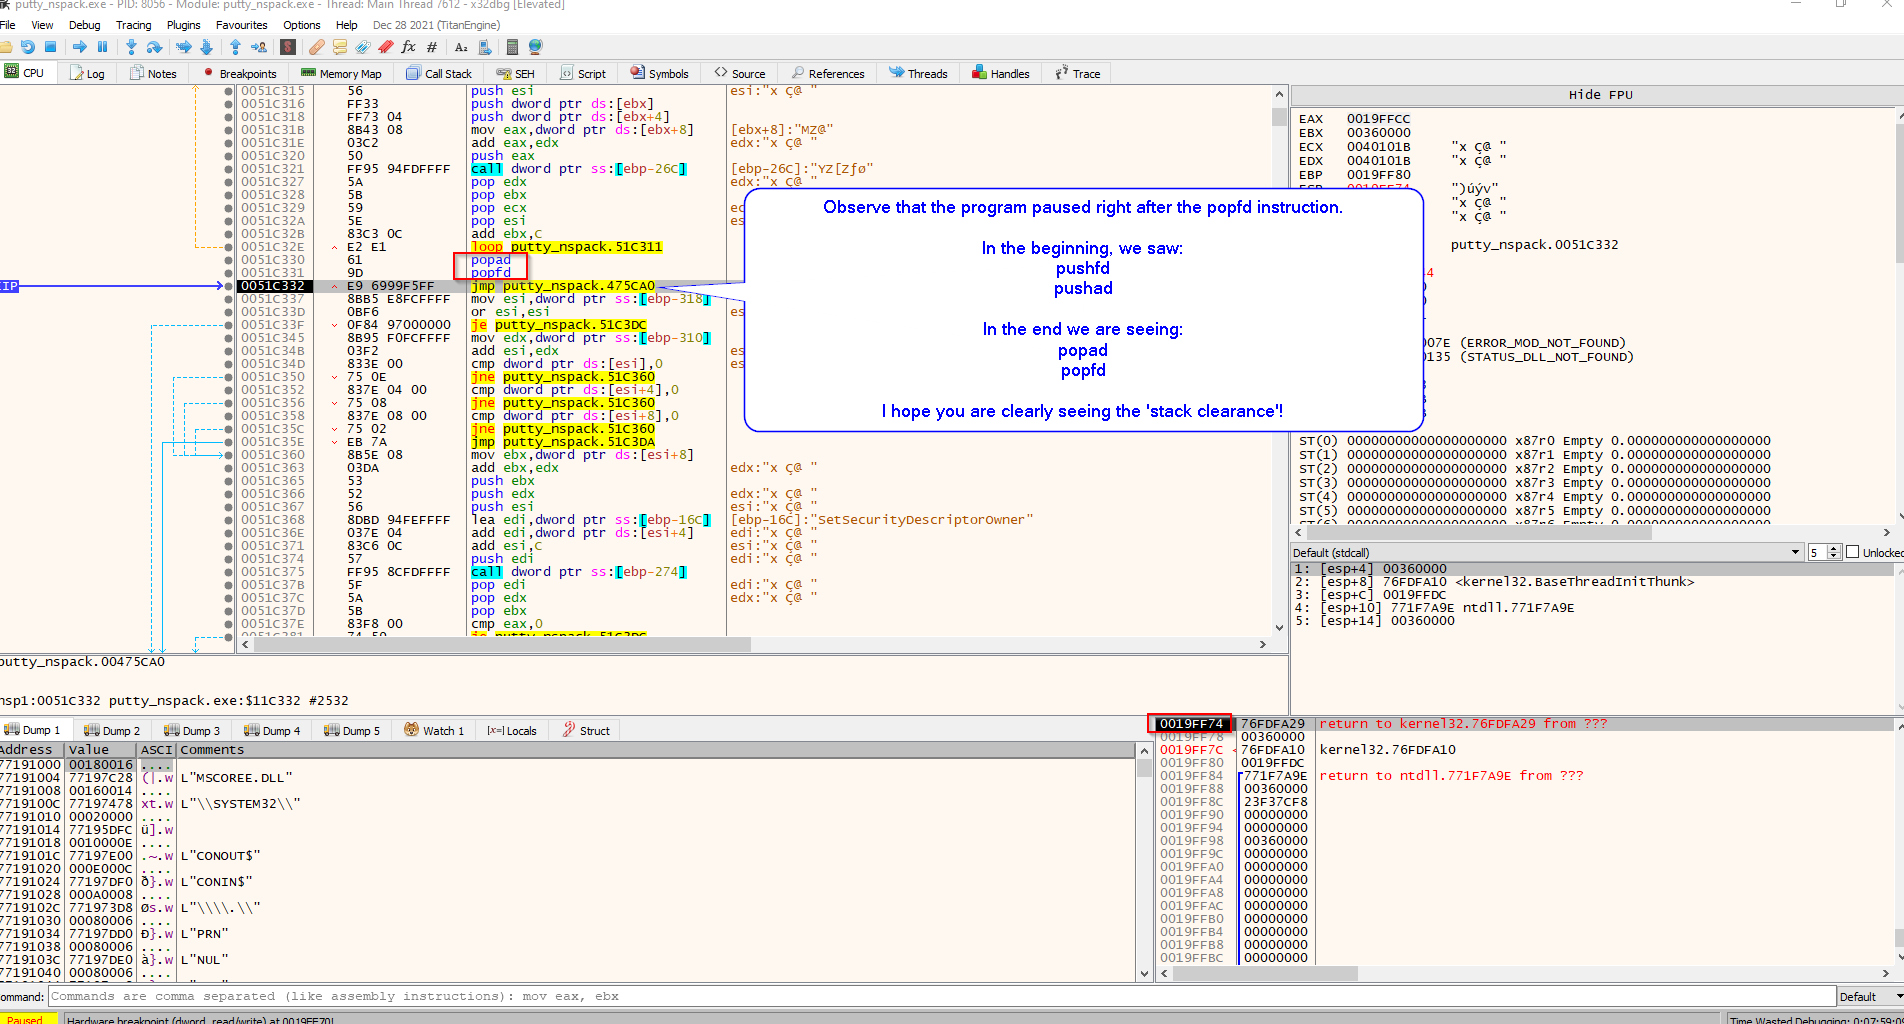 putty_nspack.exe - PID: 8056 - Module: putty_nspack.exe - Thread: Main Thread 7612 - x32dbg [Elevated]
File View Debug Tracing Plugins Favourites Options Help Dec 28 2021 (TitanEngine)
CPU Log Notes Breakpoints Memory Map Call Stack SEH Script Symbols Source References Threads Handles Trace
0051C315 56 push esi esi:"x Ç@ "
0051C316 FF33 push dword ptr ds:[ebx]
0051C318 FF73 04 push dword ptr ds:[ebx+4]
0051C31B 8B43 08 mov eax,dword ptr ds:[ebx+8] [ebx+8]:"MZ@"
0051C31E 03C2 add eax,edx edx:"x Ç@ "
0051C320 50 push eax
0051C321 FF95 94FDFFFF call dword ptr ss:[ebp-26C] [ebp-26C]:"YZ[Zƒø"
0051C327 5A pop edx edx:"x Ç@ "
0051C328 5B pop ebx
0051C329 59 pop ecx
0051C32A 5E pop esi
0051C32B 83C3 0C add ebx,C
0051C32E E2 E1 loop putty_nspack.51C311
0051C330 61 popad
0051C331 9D popfd
0051C332 E9 6999F5FF jmp putty_nspack.475CA0
0051C337 8BB5 E8FCFFFF mov esi,dword ptr ss:[ebp-318]
0051C33D 0BF6 or esi,esi
0051C33F 0F84 97000000 je putty_nspack.51C3DC
0051C345 8B95 F0FCFFFF mov edx,dword ptr ss:[ebp-310]
0051C34B 03F2 add esi,edx
0051C34D 833E 00 cmp dword ptr ds:[esi],0
0051C350 75 0E jne putty_nspack.51C360
0051C352 837E 04 00 cmp dword ptr ds:[esi+4],0
0051C356 75 08 jne putty_nspack.51C360
0051C358 837E 08 00 cmp dword ptr ds:[esi+8],0
0051C35C 75 02 jne putty_nspack.51C360
0051C35E EB 7A jmp putty_nspack.51C3DA
0051C360 8B5E 08 mov ebx,dword ptr ds:[esi+8]
0051C363 03DA add ebx,edx edx:"x Ç@ "
0051C365 53 push ebx
0051C366 52 push edx edx:"x Ç@ "
0051C367 56 push esi esi:"x Ç@ "
0051C368 8DBD 94FEFFFF lea edi,dword ptr ss:[ebp-16C] [ebp-16C]:"SetSecurityDescriptorOwner"
0051C36E 037E 04 add edi,dword ptr ds:[esi+4] edi:"x Ç@ "
0051C371 83C6 0C add esi,C esi:"x Ç@ "
0051C374 57 push edi edi:"x Ç@ "
0051C375 FF95 8CFDFFFF call dword ptr ss:[ebp-274]
0051C37B 5F pop edi edi:"x Ç@ "
0051C37C 5A pop edx edx:"x Ç@ "
0051C37D 5B pop ebx
0051C37E 83F8 00 cmp eax,0
0051C381 74 59 je putty_nspack.51C3DC
Observe that the program paused right after the popfd instruction.
In the beginning, we saw:
pushfd
pushad
In the end we are seeing:
popad
popfd
I hope you are clearly seeing the 'stack clearance'!
Hide FPU
EAX 0019FFCC
EBX 00360000
ECX 0040101B "x Ç@ "
EDX 0040101B "x Ç@ "
EBP 0019FF80
ESP 0019FF74 ")úýv"
"x Ç@ "
"x Ç@ "
putty_nspack.0051C332
07E (ERROR_MOD_NOT_FOUND)
0135 (STATUS_DLL_NOT_FOUND)
ST(0) 00000000000000000000 x87r0 Empty 0.000000000000000000
ST(1) 00000000000000000000 x87r1 Empty 0.000000000000000000
ST(2) 00000000000000000000 x87r2 Empty 0.000000000000000000
ST(3) 00000000000000000000 x87r3 Empty 0.000000000000000000
ST(4) 00000000000000000000 x87r4 Empty 0.000000000000000000
ST(5) 00000000000000000000 x87r5 Empty 0.000000000000000000
Default (stdcall) 5 Unlocked
1: [esp+4] 00360000
2: [esp+8] 76FDFA10 <kernel32.BaseThreadInitThunk>
3: [esp+C] 0019FFDC
4: [esp+10] 771F7A9E ntdll.771F7A9E
5: [esp+14] 00360000
putty_nspack.00475CA0
nsp1:0051C332 putty_nspack.exe:$11C332 #2532
Dump 1 Dump 2 Dump 3 Dump 4 Dump 5 Watch 1 [x=] Locals Struct
Address Value ASCI Comments
77191000 00180016 ....
77191004 77197C28 (|.w L"MSCOREE.DLL"
77191008 00160014 ....
7719100C 77197478 xt.w L"\\SYSTEM32\\"
77191010 00020000 ....
77191014 77195DFC ü].w
77191018 0010000E ....
7719101C 77197E00 .~.w L"CONOUT$"
77191020 000E000C ....
77191024 77197DF0 ð}.w L"CONIN$"
77191028 000A0008 ....
7719102C 771973D8 Øs.w L"\\\\.\\"
77191030 00080006 ....
77191034 77197DD0 Ð}.w L"PRN"
77191038 00080006 ....
7719103C 77197DE0 à}.w L"NUL"
77191040 00080006 ....
0019FF74 76FDFA29 return to kernel32.76FDFA29 from ???
0019FF78 00360000
0019FF7C 76FDFA10 kernel32.76FDFA10
0019FF80 0019FFDC
0019FF84 771F7A9E return to ntdll.771F7A9E from ???
0019FF88 00360000
0019FF8C 23F37CF8
0019FF90 00000000
0019FF94 00000000
0019FF98 00360000
0019FF9C 00000000
0019FFA0 00000000
0019FFA4 00000000
0019FFA8 00000000
0019FFAC 00000000
0019FFB0 00000000
0019FFB4 00000000
0019FFB8 00000000
0019FFBC 00000000
Command: Commands are comma separated (like assembly instructions): mov eax, ebx Default
Paused Hardware breakpoint (dword, read/write) at 0019FF70! Time Wasted Debugging: 0:07:59:09